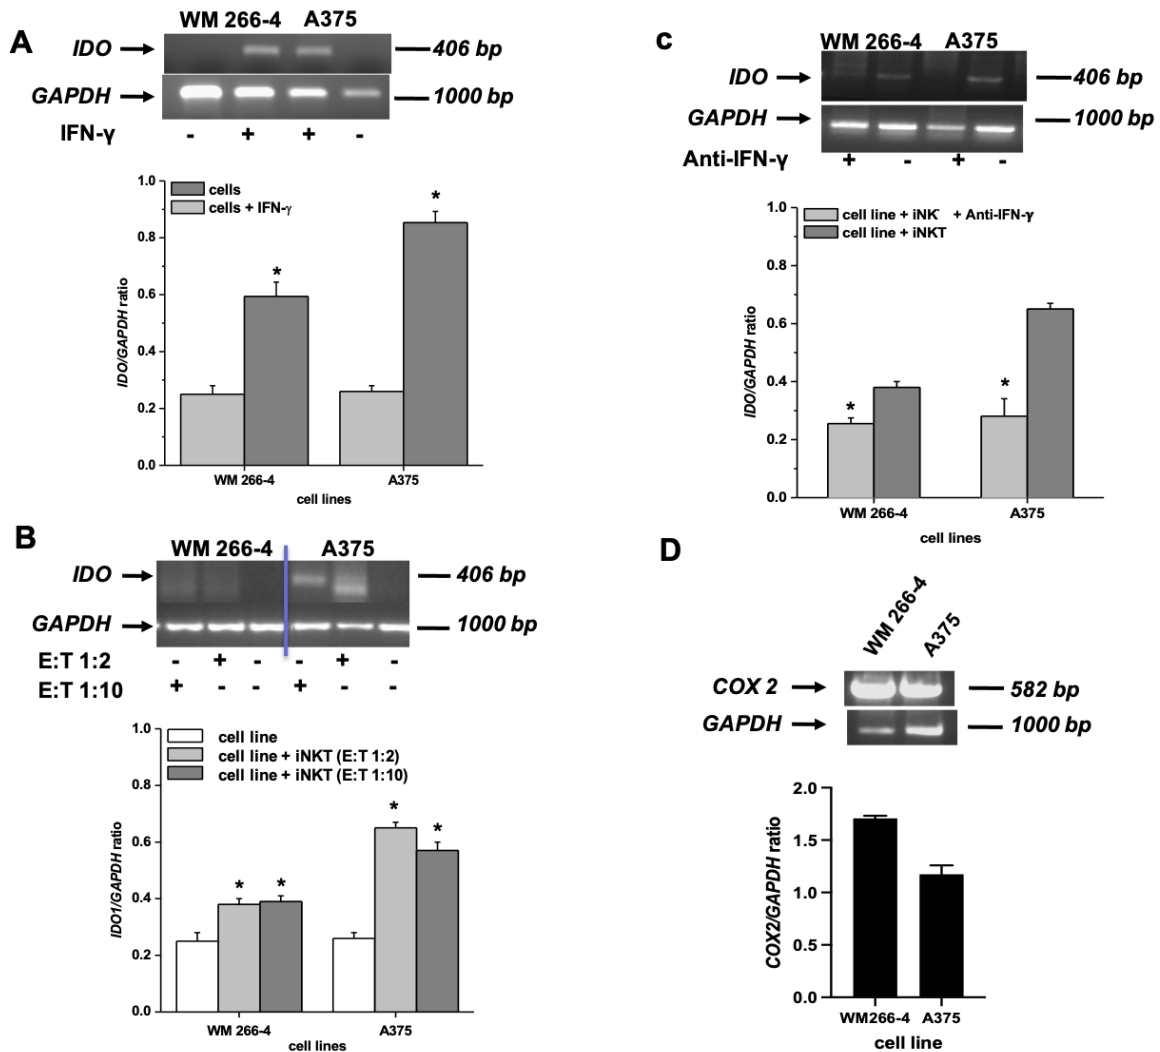 A
WM 266-4 A375
IDO 406 bp
GAPDH 1000 bp
IFN-γ - + + -
1.0
0.8
0.6
0.4
0.2
0.0
IDO/GAPDH ratio
cells
cells + IFN-γ
*
*
WM 266-4 A375
cell lines
B
WM 266-4 A375
IDO 406 bp
GAPDH 1000 bp
E:T 1:2 - + - - + -
E:T 1:10 + - - + - -
1.0
0.8
0.6
0.4
0.2
0.0
IDO1/GAPDH ratio
cell line
cell line + iNKT (E:T 1:2)
cell line + iNKT (E:T 1:10)
* *
* *
WM 266-4 A375
cell lines
c
WM 266-4 A375
IDO 406 bp
GAPDH 1000 bp
Anti-IFN-γ + - + -
1.0
0.8
0.6
0.4
0.2
0.0
IDO/GAPDH ratio
cell line + iNK + Anti-IFN-γ
cell line + iNKT
*
*
WM 266-4 A375
cell lines
D
WM 266-4 A375
COX 2 582 bp
GAPDH 1000 bp
2.0
1.5
1.0
0.5
0.0
COX2/GAPDH ratio
WM266-4 A375
cell line